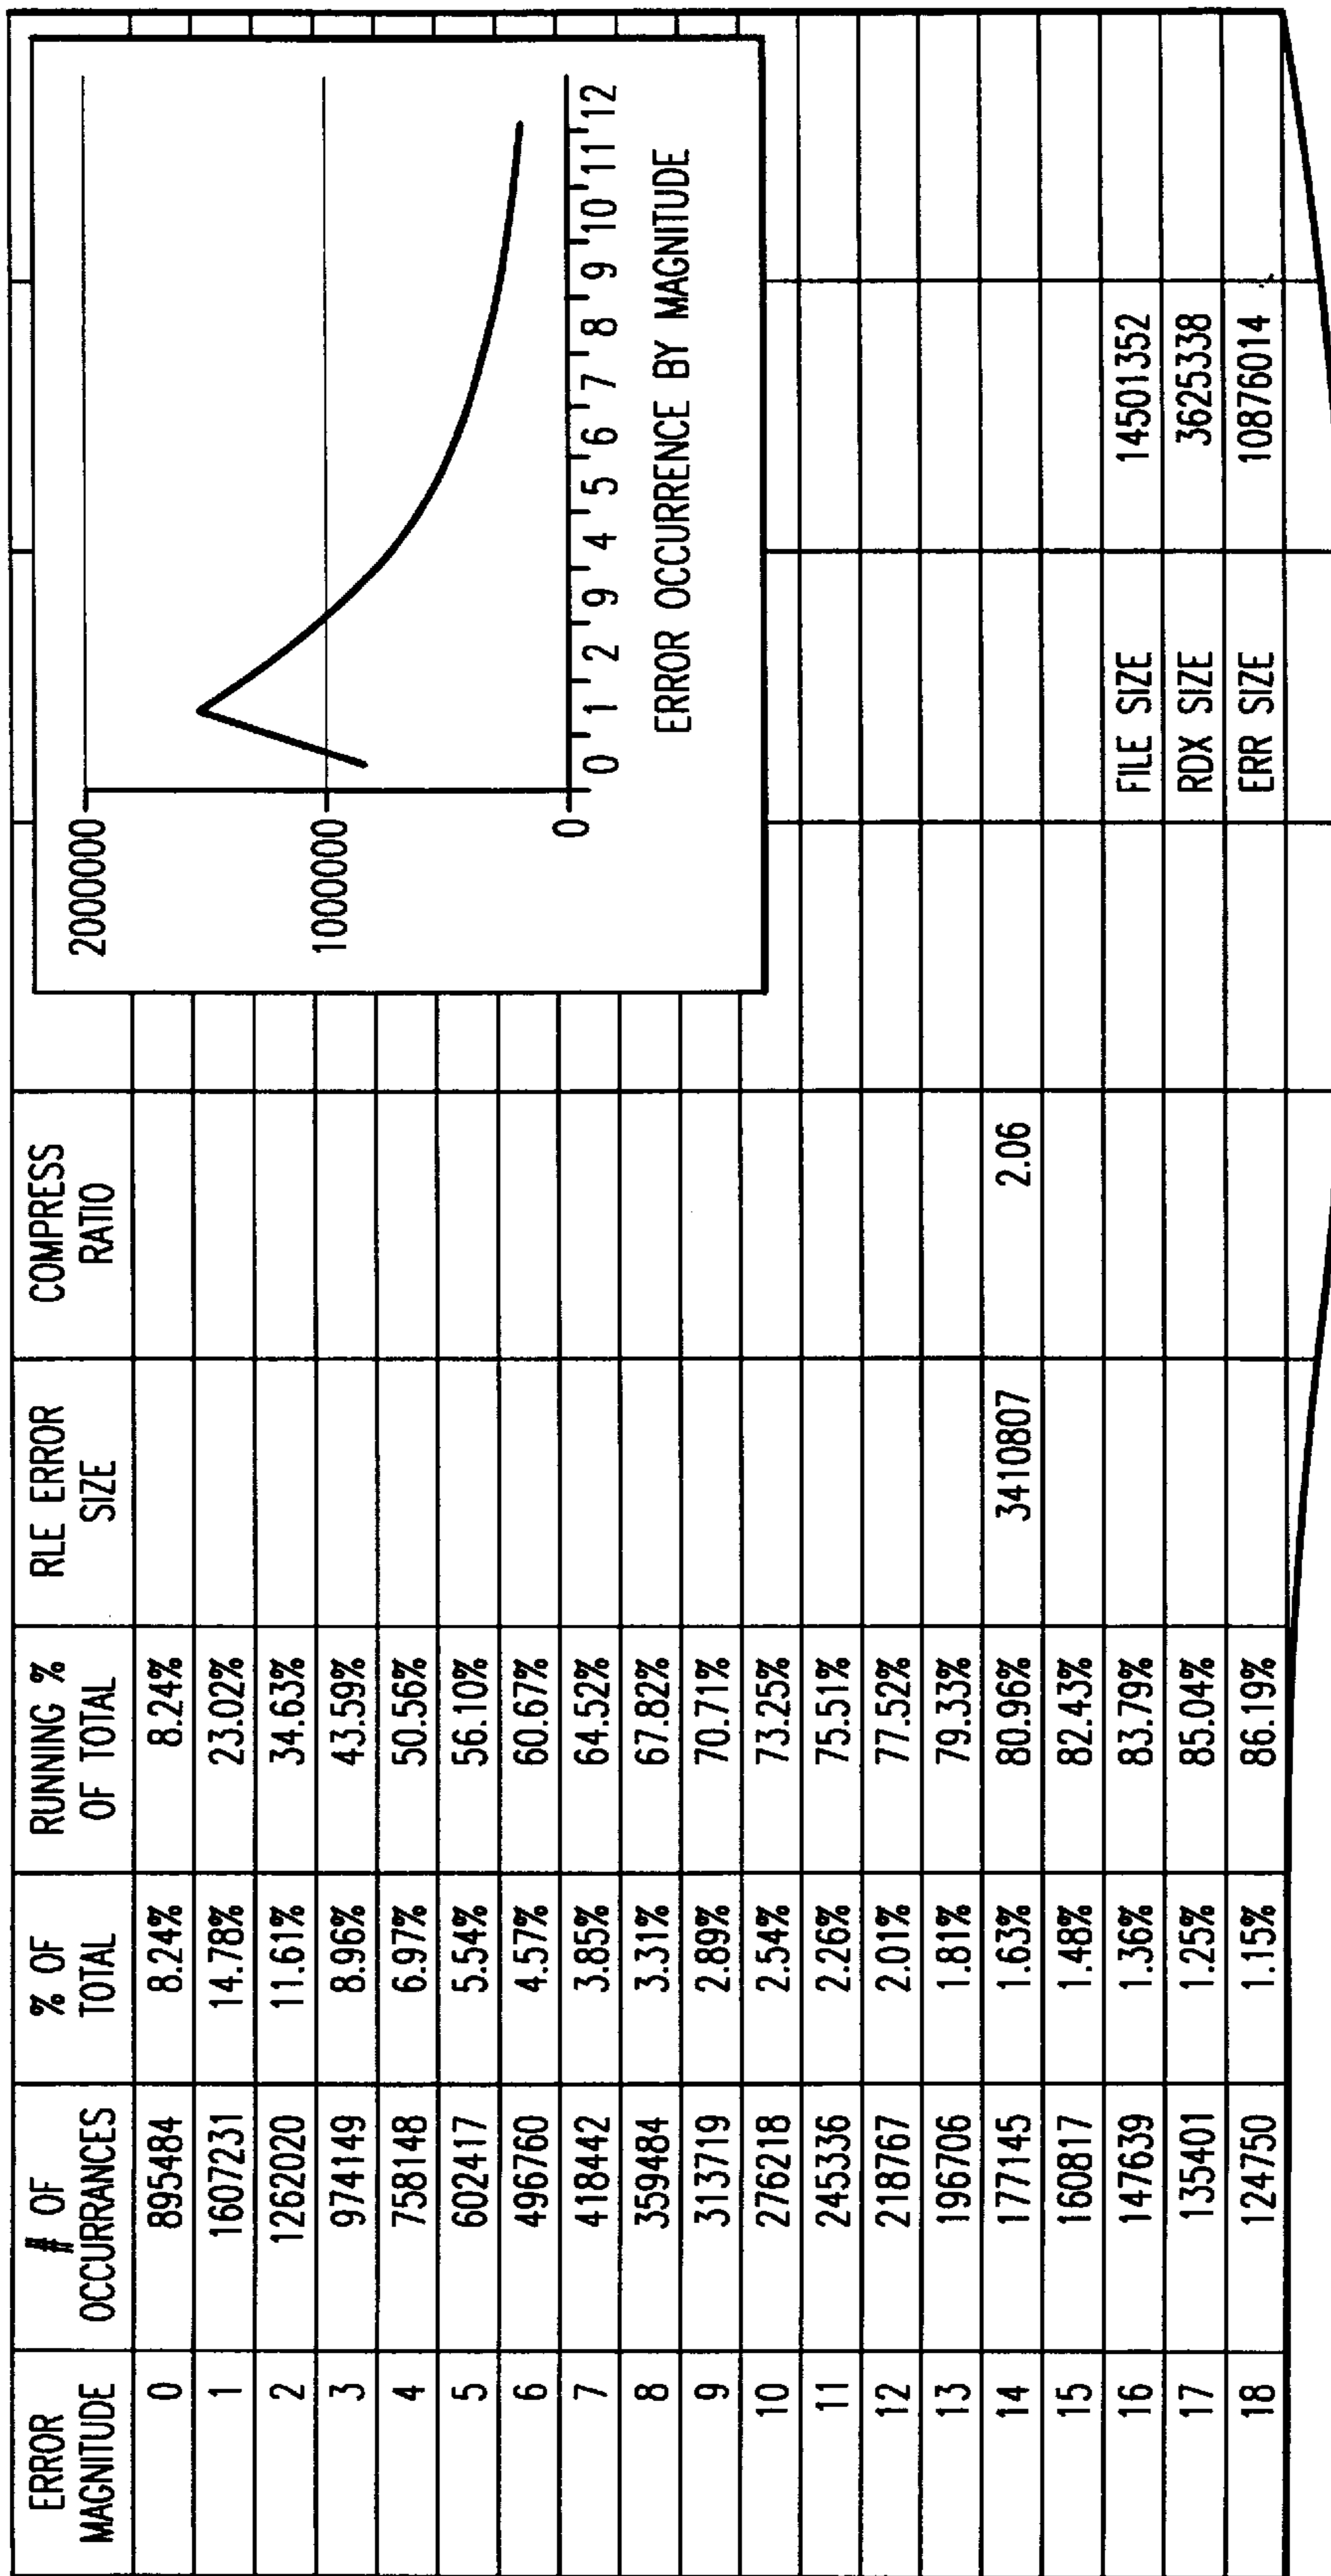 ERROR MAGNITUDE # OF OCCURRANCES % OF TOTAL RUNNING % OF TOTAL RLE ERROR SIZE COMPRESS RATIO
0 895484 8.24% 8.24%
1 1607231 14.78% 23.02%
2 1262020 11.61% 34.63%
3 974149 8.96% 43.59%
4 758148 6.97% 50.56%
5 602417 5.54% 56.10%
6 496760 4.57% 60.67%
7 418442 3.85% 64.52%
8 359484 3.31% 67.82%
9 313719 2.89% 70.71%
10 276218 2.54% 73.25%
11 245336 2.26% 75.51%
12 218767 2.01% 77.52%
13 196706 1.81% 79.33%
14 177145 1.63% 80.96% 3410807 2.06
15 160817 1.48% 82.43%
16 147639 1.36% 83.79% FILE SIZE 14501352
17 135401 1.25% 85.04% RDX SIZE 3625338
18 124750 1.15% 86.19% ERR SIZE 10876014
2000000
1000000
0
0 1 2 9 4 5 6 7 8 9 10 11 12
ERROR OCCURRENCE BY MAGNITUDE